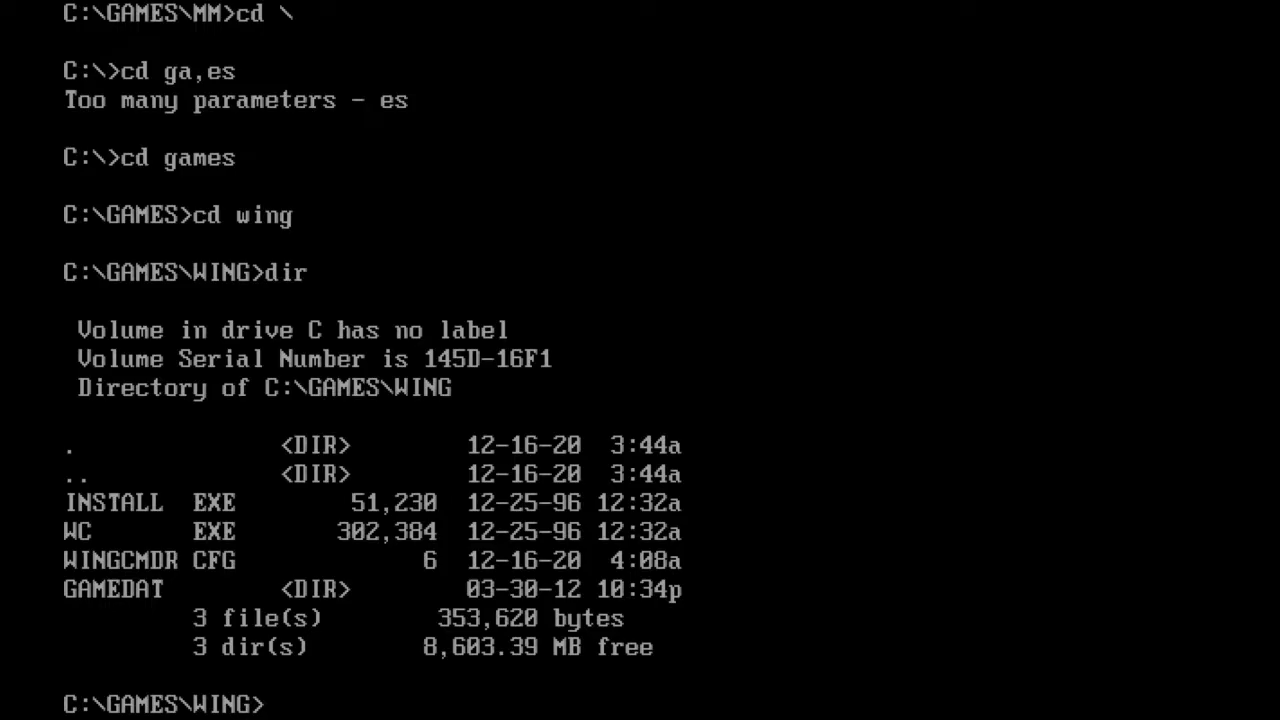 C:\GAMES\MM>cd \
C:\>cd ga,es
Too many parameters - es
C:\>cd games
C:\GAMES>cd wing
C:\GAMES\WING>dir
Volume in drive C has no label
Volume Serial Number is 145D-16F1
Directory of C:\GAMES\WING
. <DIR> 12-16-20 3:44a
.. <DIR> 12-16-20 3:44a
INSTALL EXE 51,230 12-25-96 12:32a
WC EXE 302,384 12-25-96 12:32a
WINGCMDR CFG 6 12-16-20 4:08a
GAMEDAT <DIR> 03-30-12 10:34p
3 file(s) 353,620 bytes
3 dir(s) 8,603.39 MB free
C:\GAMES\WING>